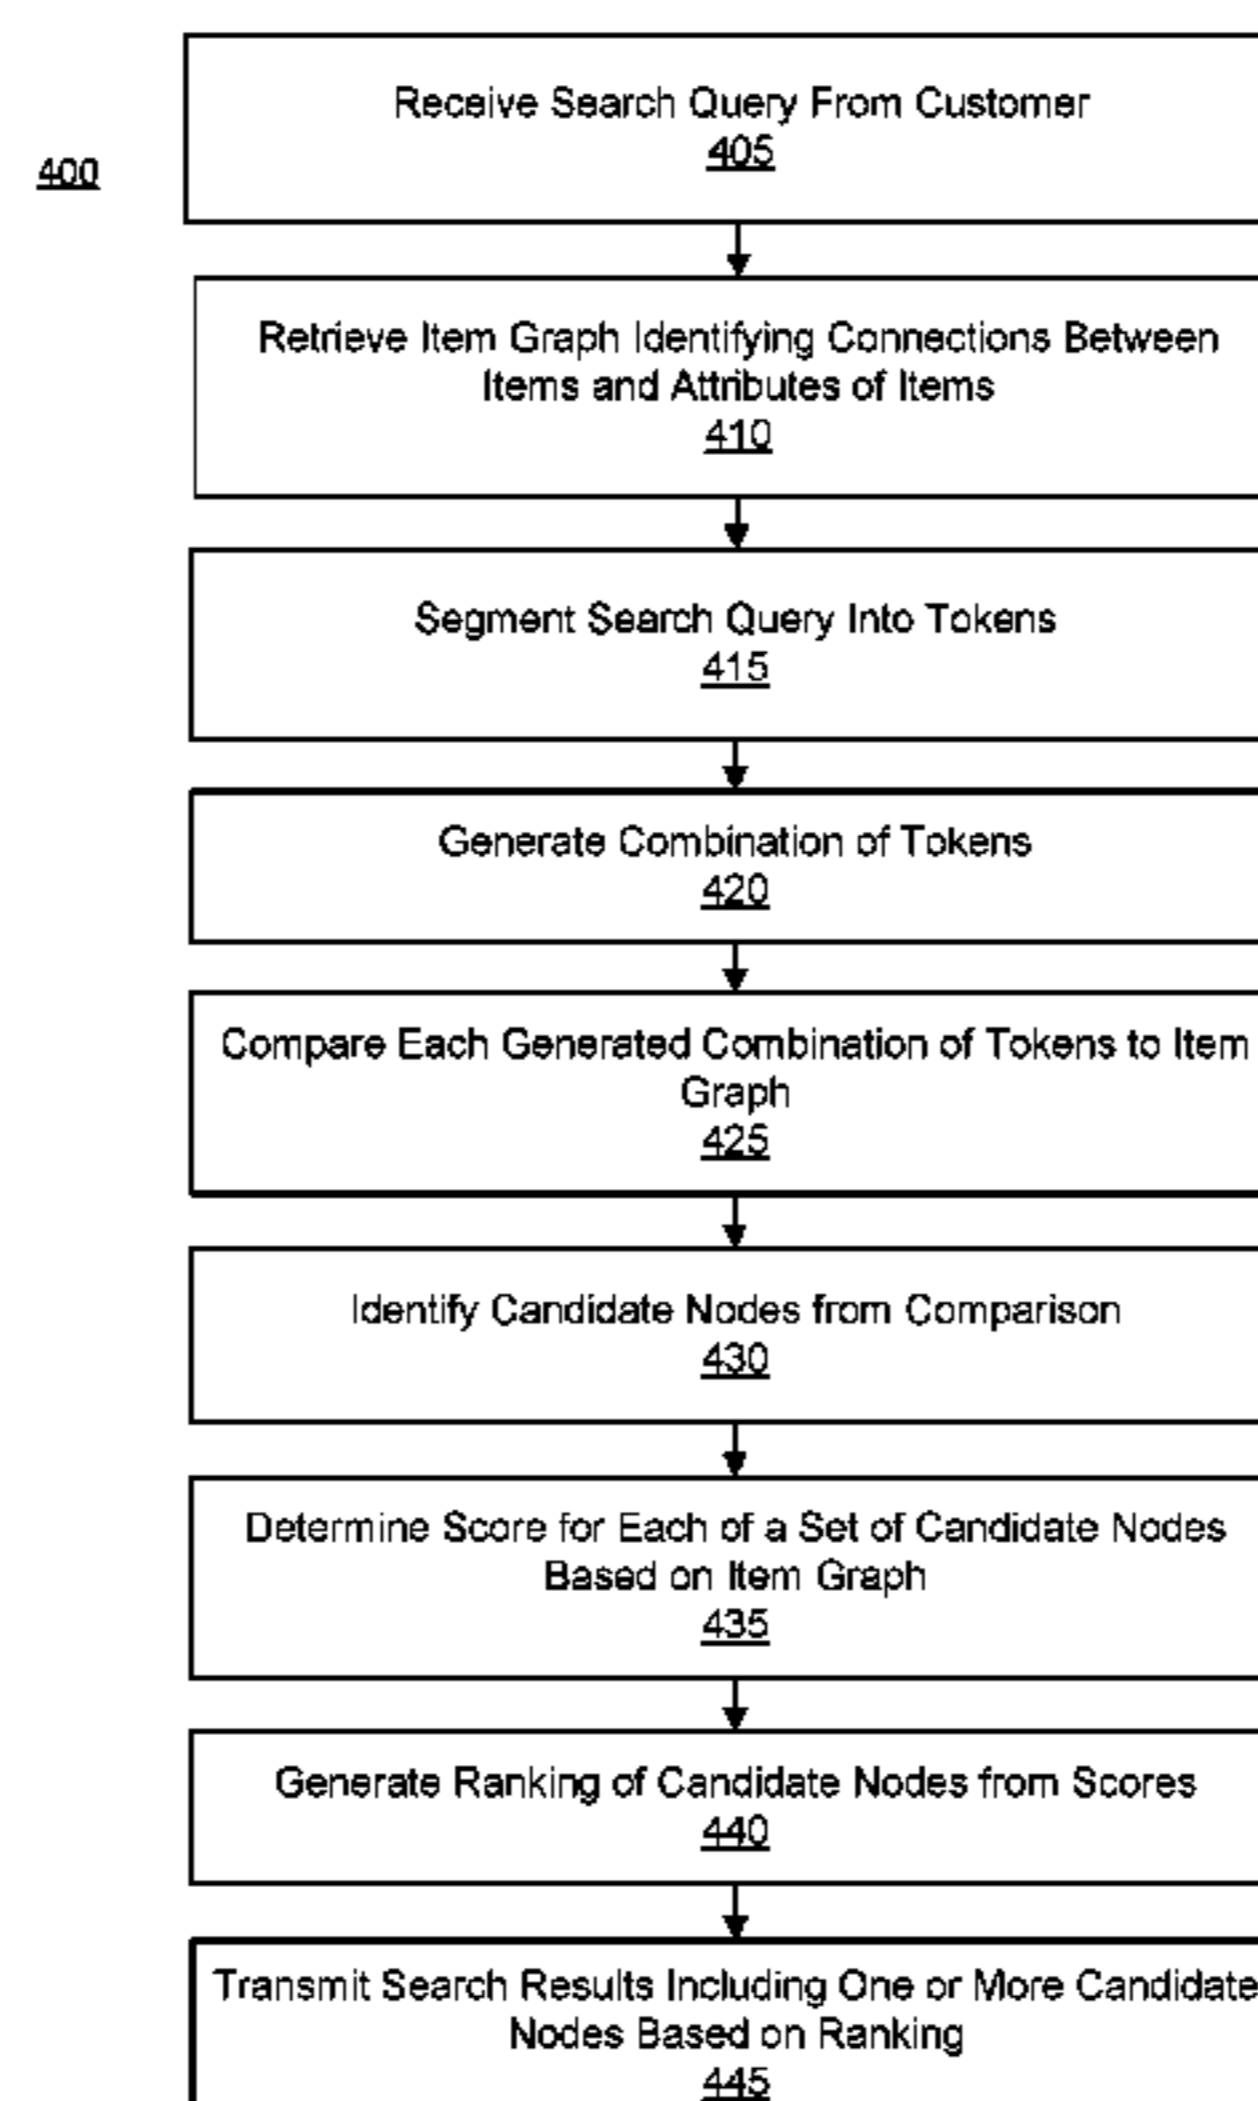 400
Receive Search Query From Customer
405
Retrieve Item Graph Identifying Connections Between
Items and Attributes of Items
410
Segment Search Query Into Tokens
415
Generate Combination of Tokens
420
Compare Each Generated Combination of Tokens to Item
Graph
425
Identify Candidate Nodes from Comparison
430
Determine Score for Each of a Set of Candidate Nodes
Based on Item Graph
435
Generate Ranking of Candidate Nodes from Scores
440
Transmit Search Results Including One or More Candidate
Nodes Based on Ranking
445